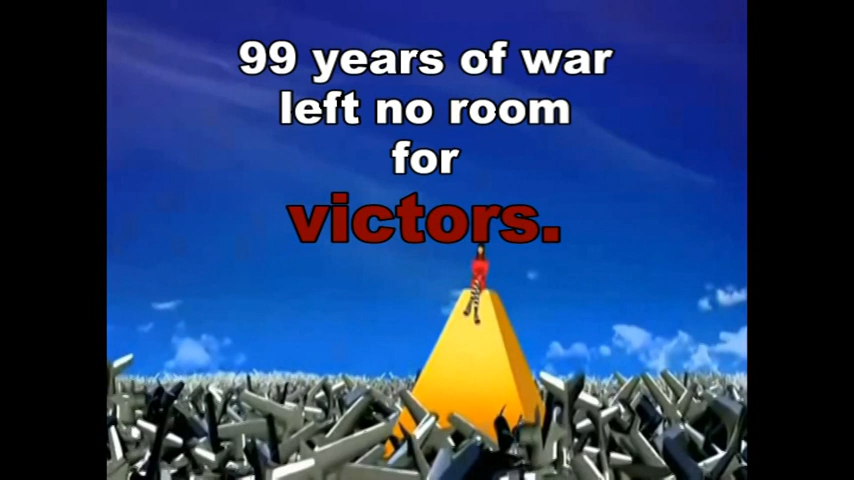 99 years of war
left no room
for
victors.